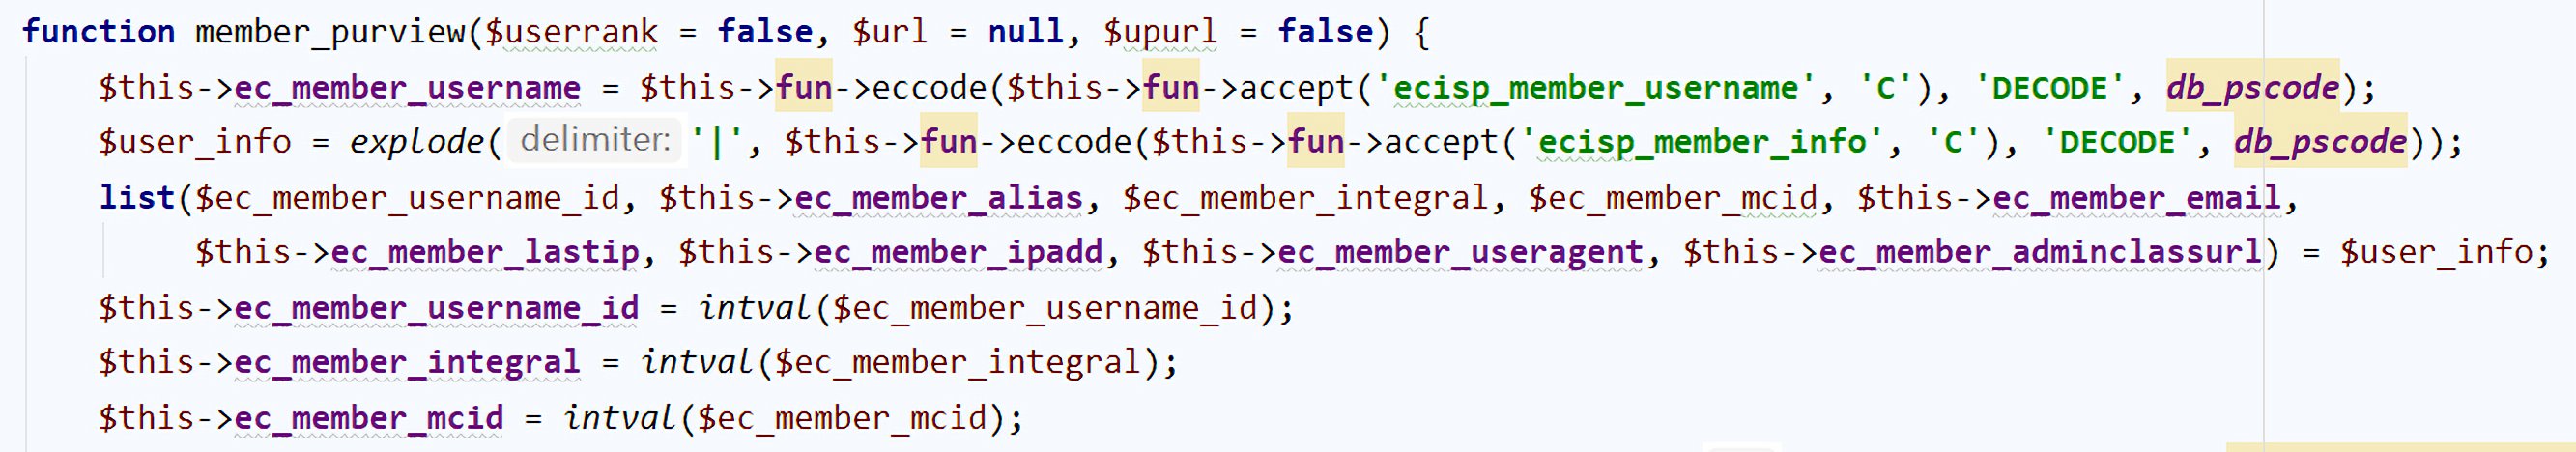 function member_purview($userrank = false, $url = null, $upurl = false) {
$this->ec_member_username = $this->fun->eccode($this->fun->accept('ecisp_member_username', 'C'), 'DECODE', db_pscode);
$user_info = explode( delimiter: '|', $this->fun->eccode($this->fun->accept('ecisp_member_info', 'C'), 'DECODE', db_pscode));
list($ec_member_username_id, $this->ec_member_alias, $ec_member_integral, $ec_member_mcid, $this->ec_member_email,
$this->ec_member_lastip, $this->ec_member_ipadd, $this->ec_member_useragent, $this->ec_member_adminclassurl) = $user_info;
$this->ec_member_username_id = intval($ec_member_username_id);
$this->ec_member_integral = intval($ec_member_integral);
$this->ec_member_mcid = intval($ec_member_mcid);